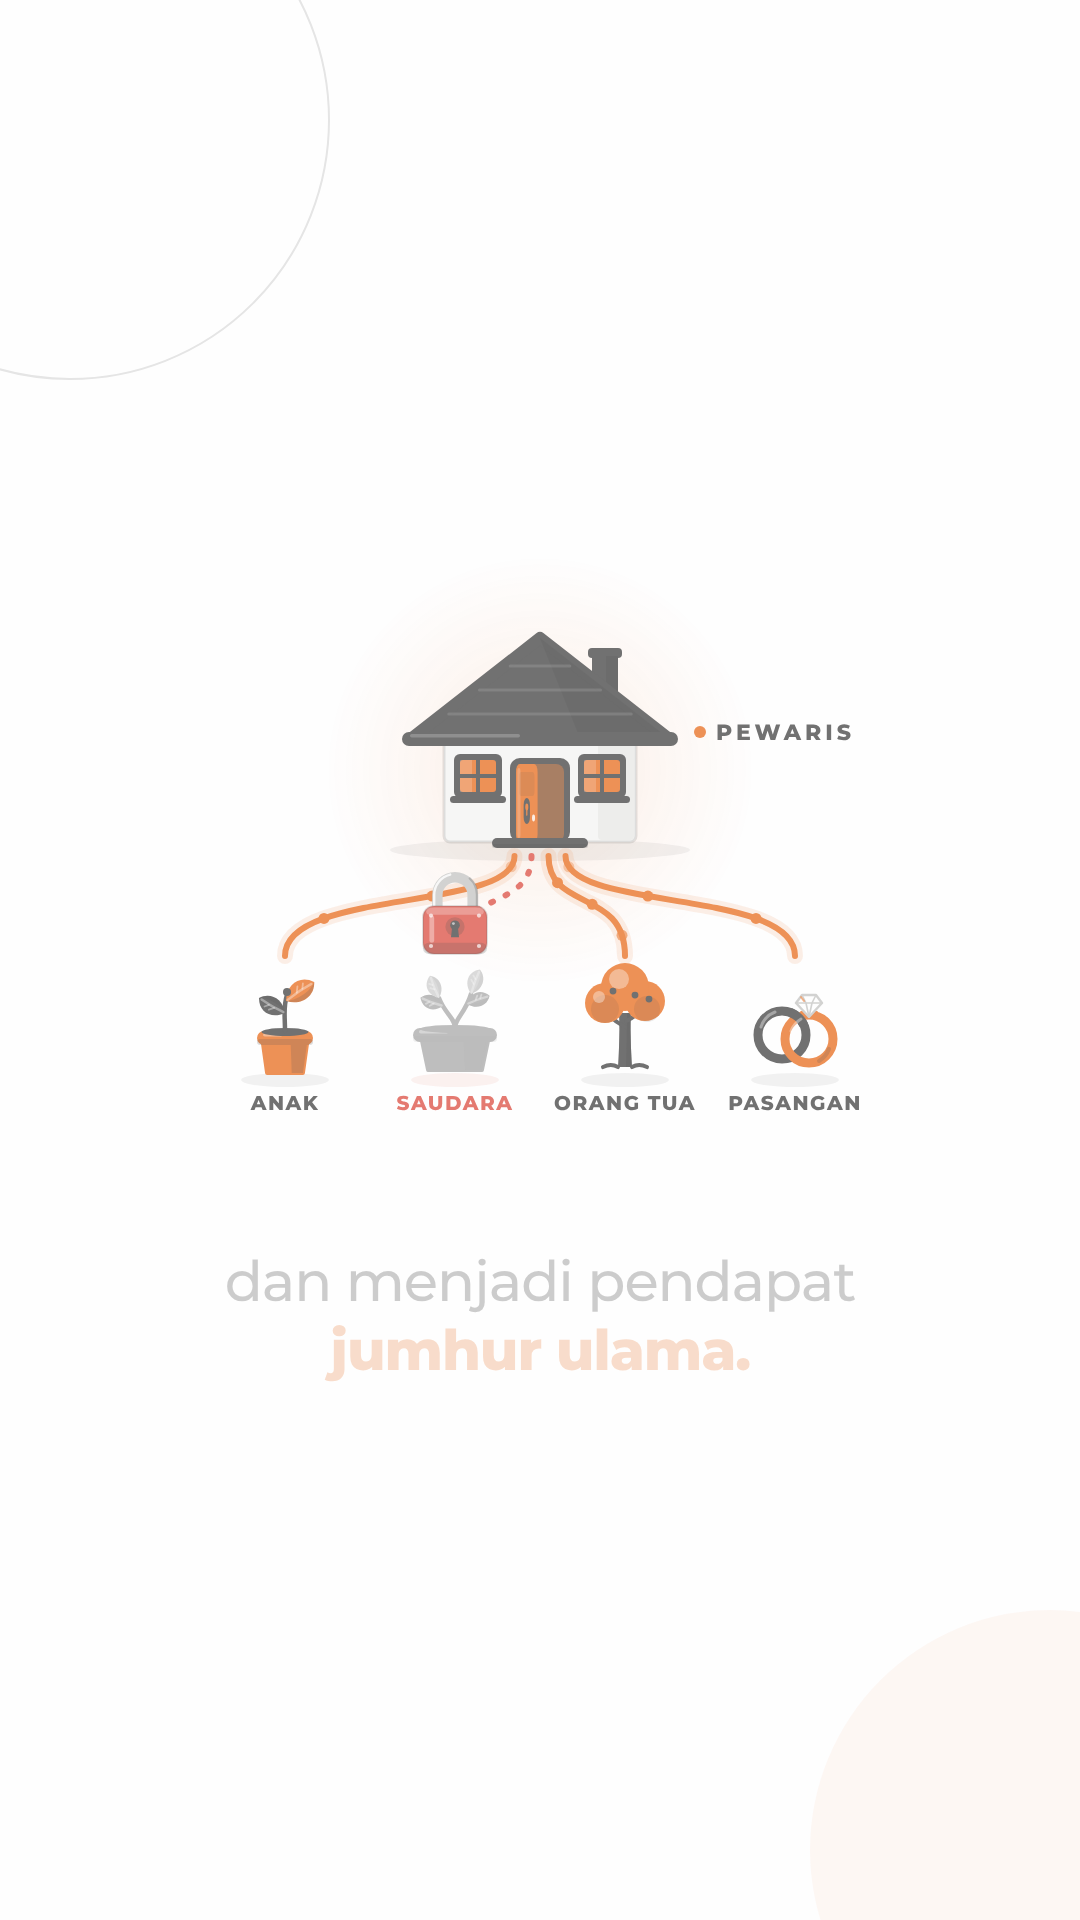 PEWARIS
ANAK
SAUDARA
ORANG TUA
PASANGAN
dan menjadi pendapat
jumhur ulama.